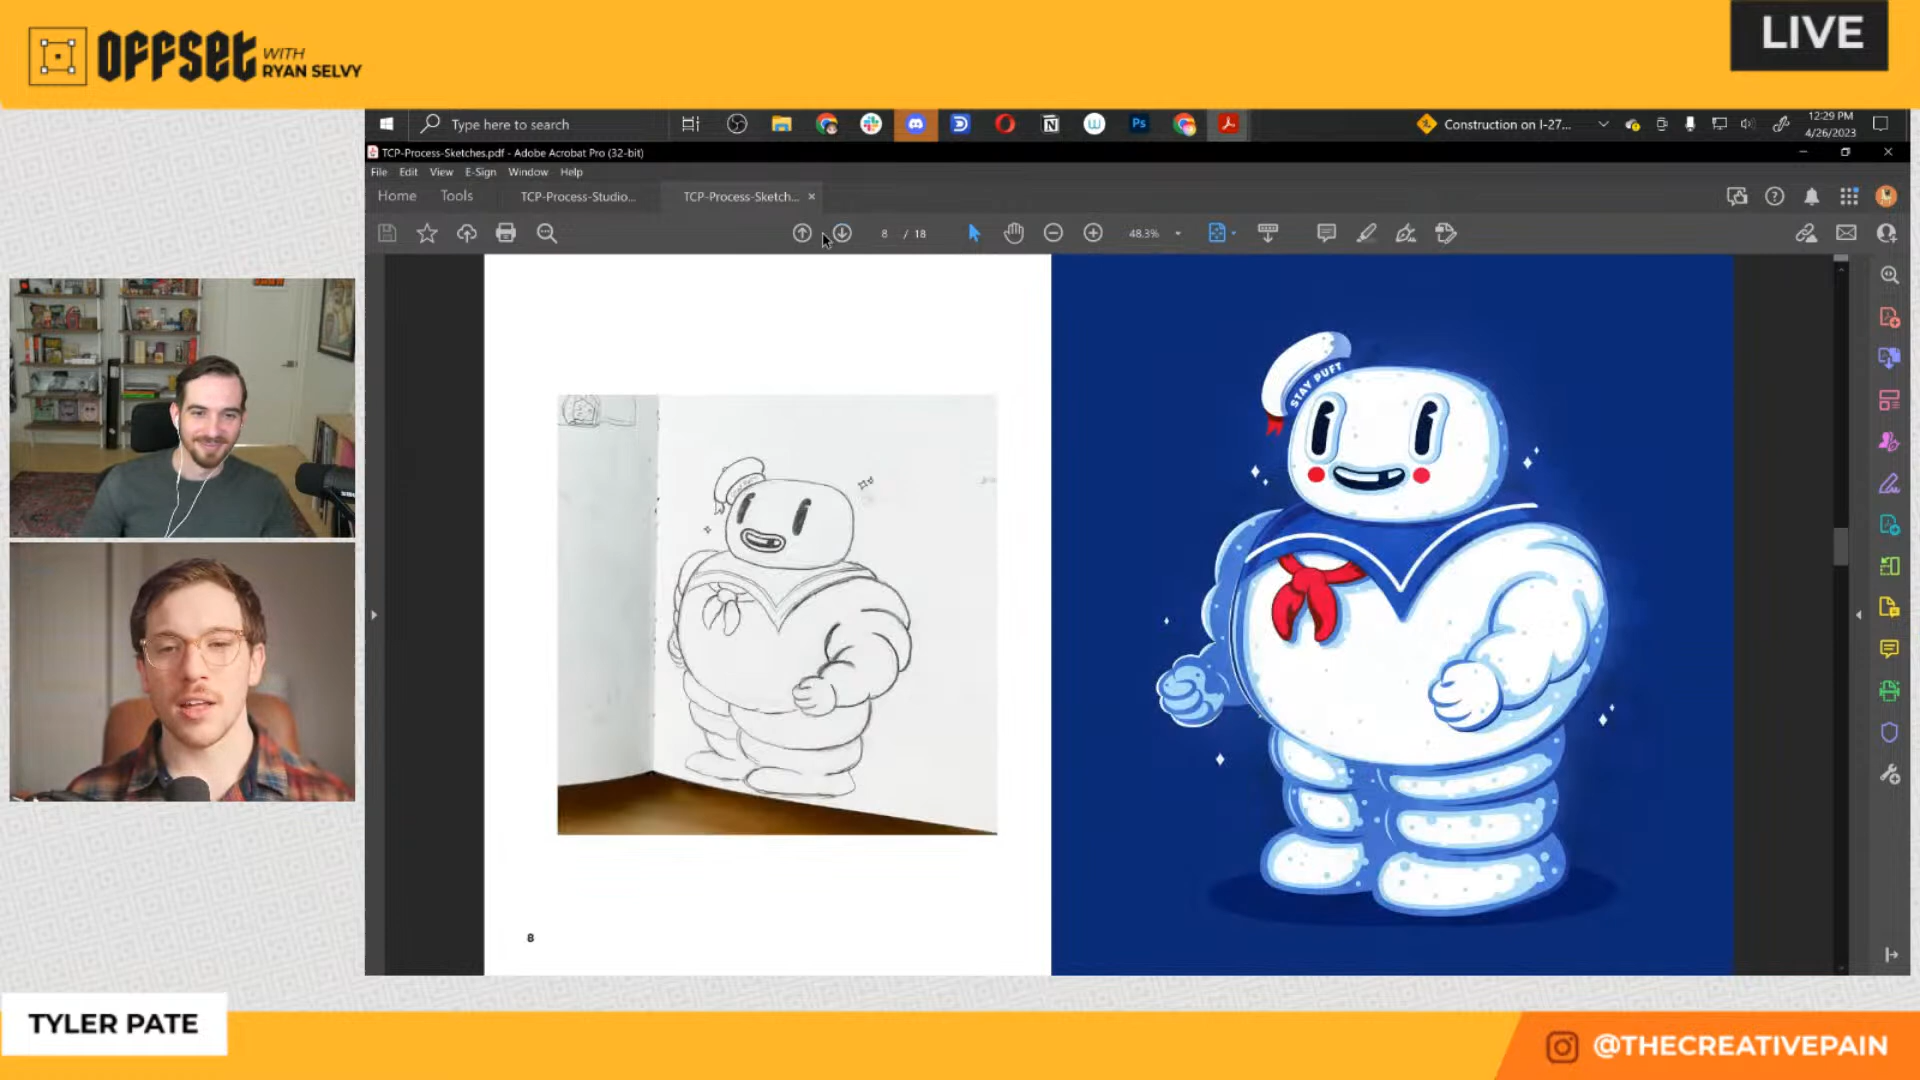 OFFSET WITH
RYAN SELVY
LIVE
Type here to search
Ps
Construction on I-27...
12:29 PM
4/26/2023
TCP-Process-Sketches.pdf - Adobe Acrobat Pro (32-bit)
File Edit View E-Sign Window Help
Home Tools TCP-Process-Studio... TCP-Process-Sketch...
8 / 18 48.3%
STAY PUFT
8
TYLER PATE
@THECREATIVEPAIN